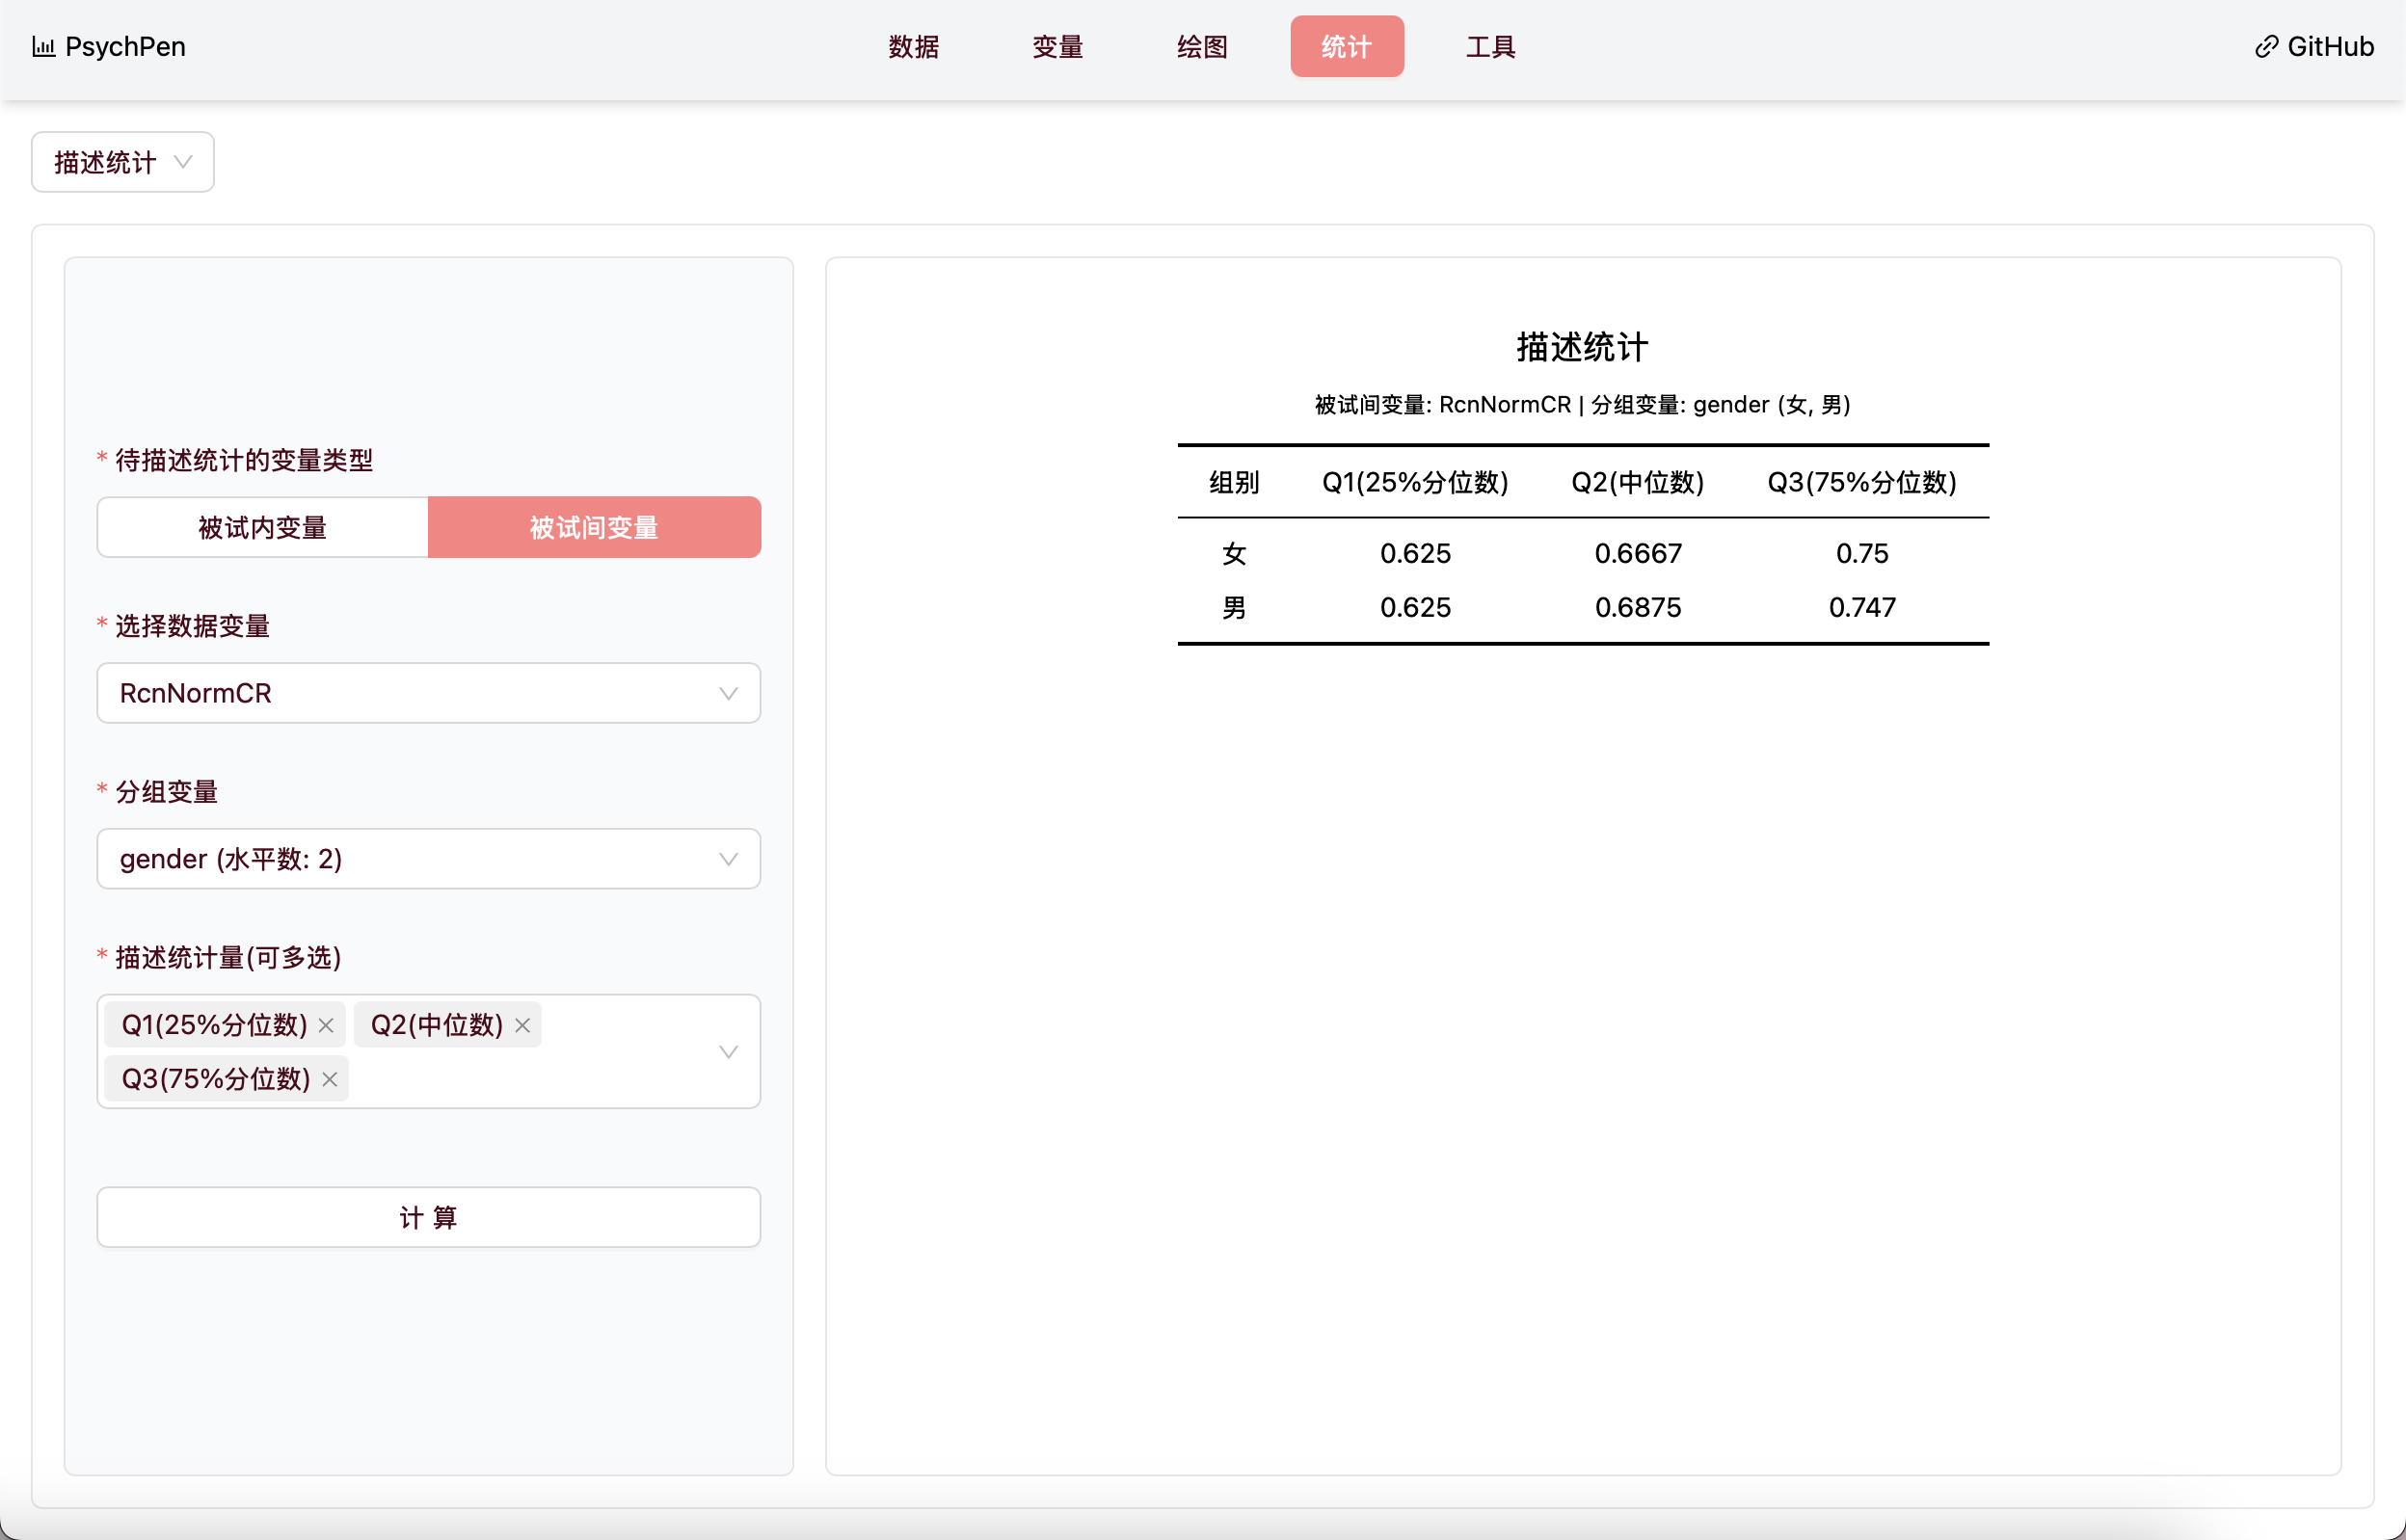 PsychPen 数据 变量 绘图 统计 工具 GitHub
描述统计
* 待描述统计的变量类型
被试内变量 被试间变量
* 选择数据变量
RcnNormCR
* 分组变量
gender (水平数: 2)
* 描述统计量(可多选)
Q1(25%分位数) Q2(中位数)
Q3(75%分位数)
计 算
描述统计
被试间变量: RcnNormCR | 分组变量: gender (女, 男)
组别 Q1(25%分位数) Q2(中位数) Q3(75%分位数)
女 0.625 0.6667 0.75
男 0.625 0.6875 0.747